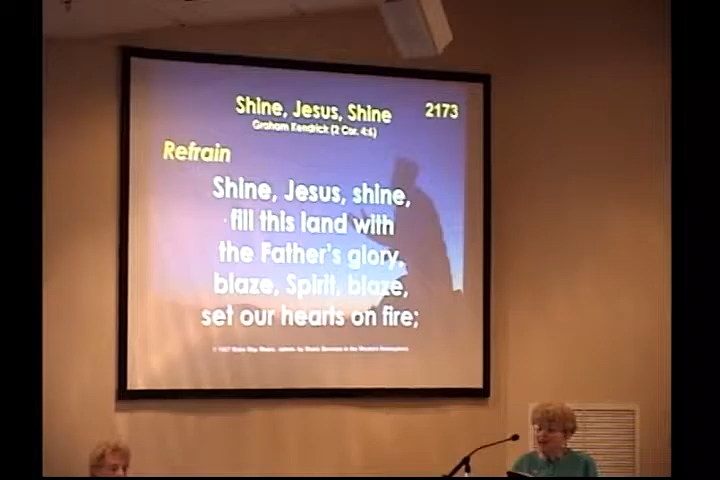 Shine, Jesus, Shine 2173
Graham Kendrick (2 Cor. 4:6)
Refrain
Shine, Jesus, shine,
fill this land with
the Father's glory,
blaze, Spirit, blaze,
set our hearts on fire;